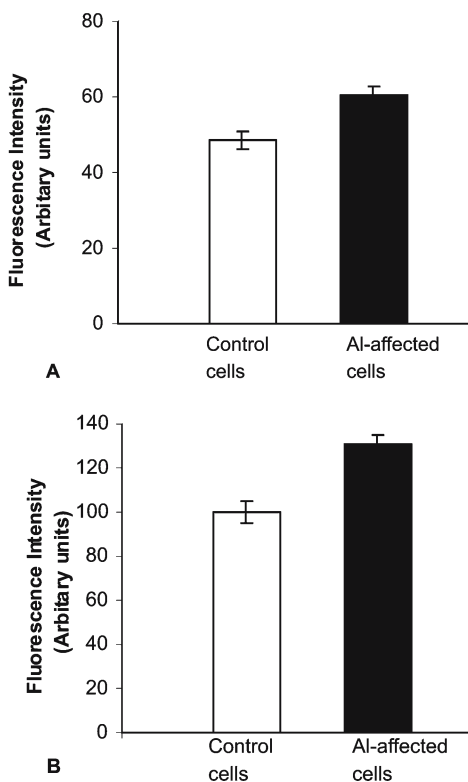 80
60
40
20
0
Fluorescence Intensity
(Arbitary units)
Control
cells
Al-affected
cells
A
140
120
100
80
60
40
20
0
Fluorescence Intensity
(Arbitary units)
Control
cells
Al-affected
cells
B